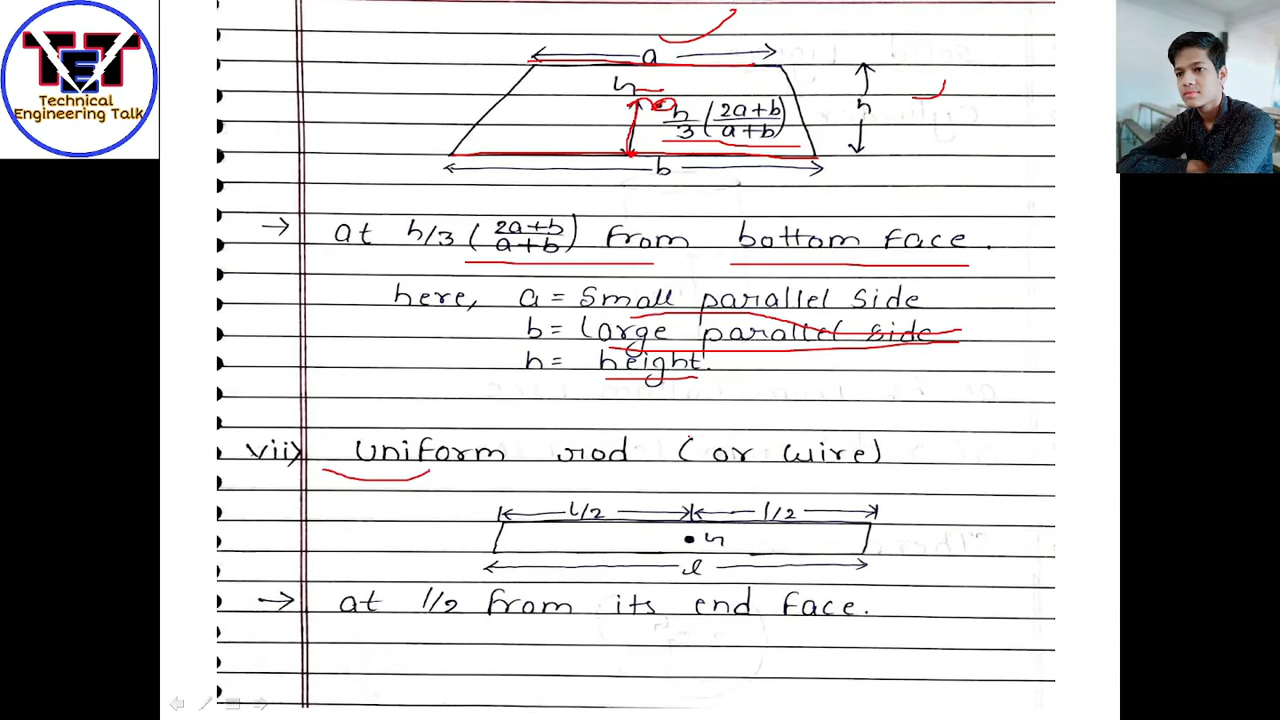 TET
Technical
Engineering Talk
a
G
h/3 (2a+b/a+b)
h
b
→ at h/3 (2a+b/a+b) from bottom face.
here, a = small parallel side
b = large parallel side
h = height.
vii) Uniform rod (or wire)
l/2 l/2
G
l
→ at l/2 from its end face.